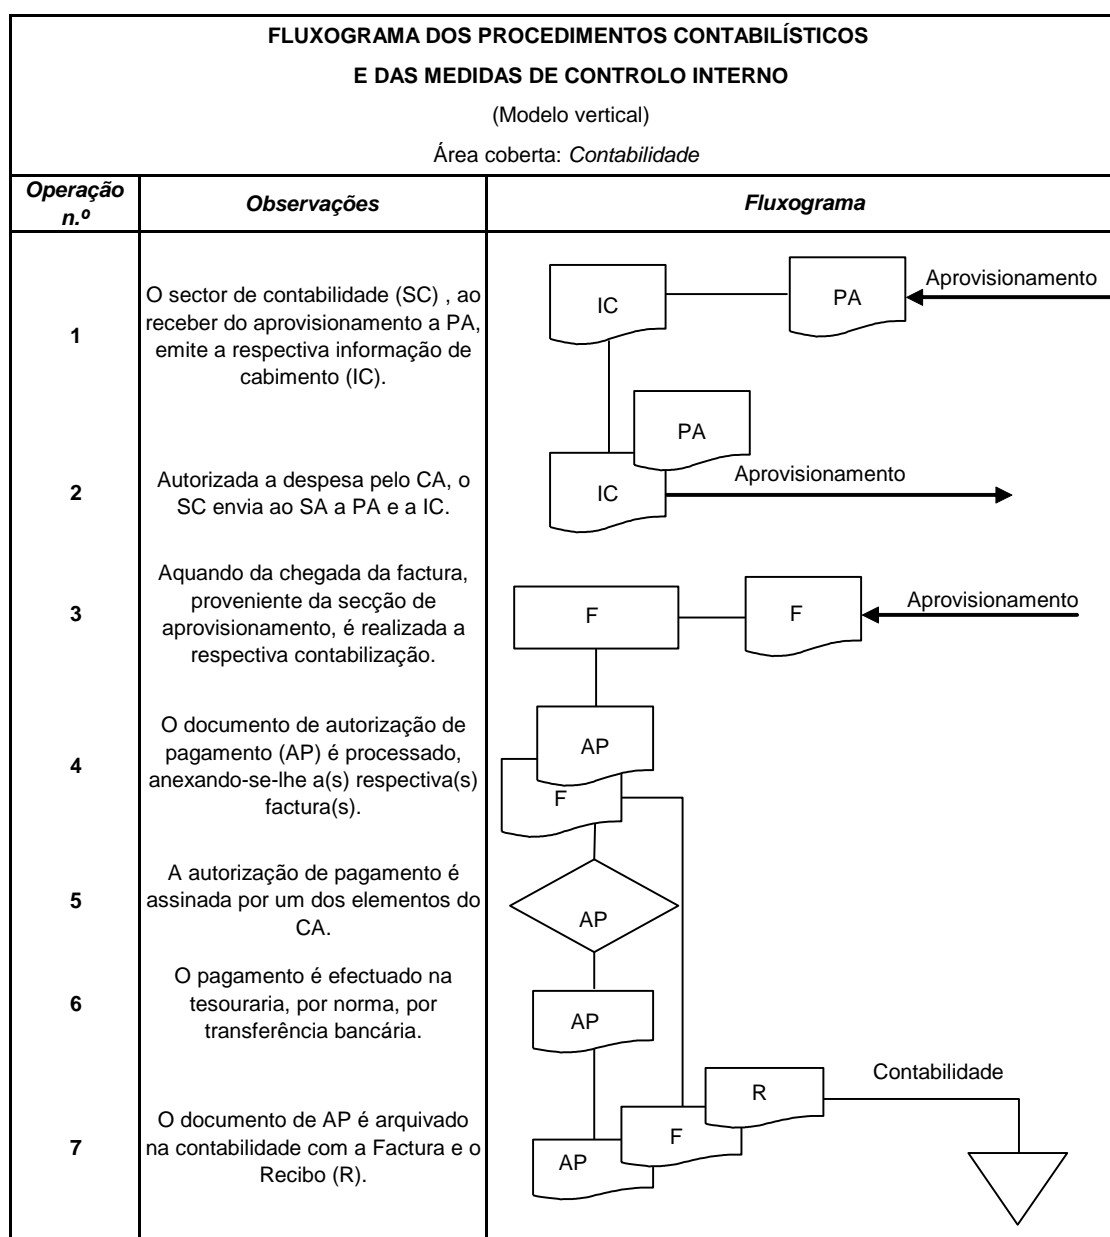 FLUXOGRAMA DOS PROCEDIMENTOS CONTABILÍSTICOS
E DAS MEDIDAS DE CONTROLO INTERNO
(Modelo vertical)
Área coberta: Contabilidade
Operação
n.º
Observações
Fluxograma
1
O sector de contabilidade (SC) , ao
receber do aprovisionamento a PA,
emite a respectiva informação de
cabimento (IC).
IC
PA
Aprovisionamento
2
Autorizada a despesa pelo CA, o
SC envia ao SA a PA e a IC.
PA
IC
Aprovisionamento
3
Aquando da chegada da factura,
proveniente da secção de
aprovisionamento, é realizada a
respectiva contabilização.
F
F
Aprovisionamento
4
O documento de autorização de
pagamento (AP) é processado,
anexando-se-lhe a(s) respectiva(s)
factura(s).
AP
F
5
A autorização de pagamento é
assinada por um dos elementos do
CA.
AP
6
O pagamento é efectuado na
tesouraria, por norma, por
transferência bancária.
AP
7
O documento de AP é arquivado
na contabilidade com a Factura e o
Recibo (R).
AP
F
R
Contabilidade